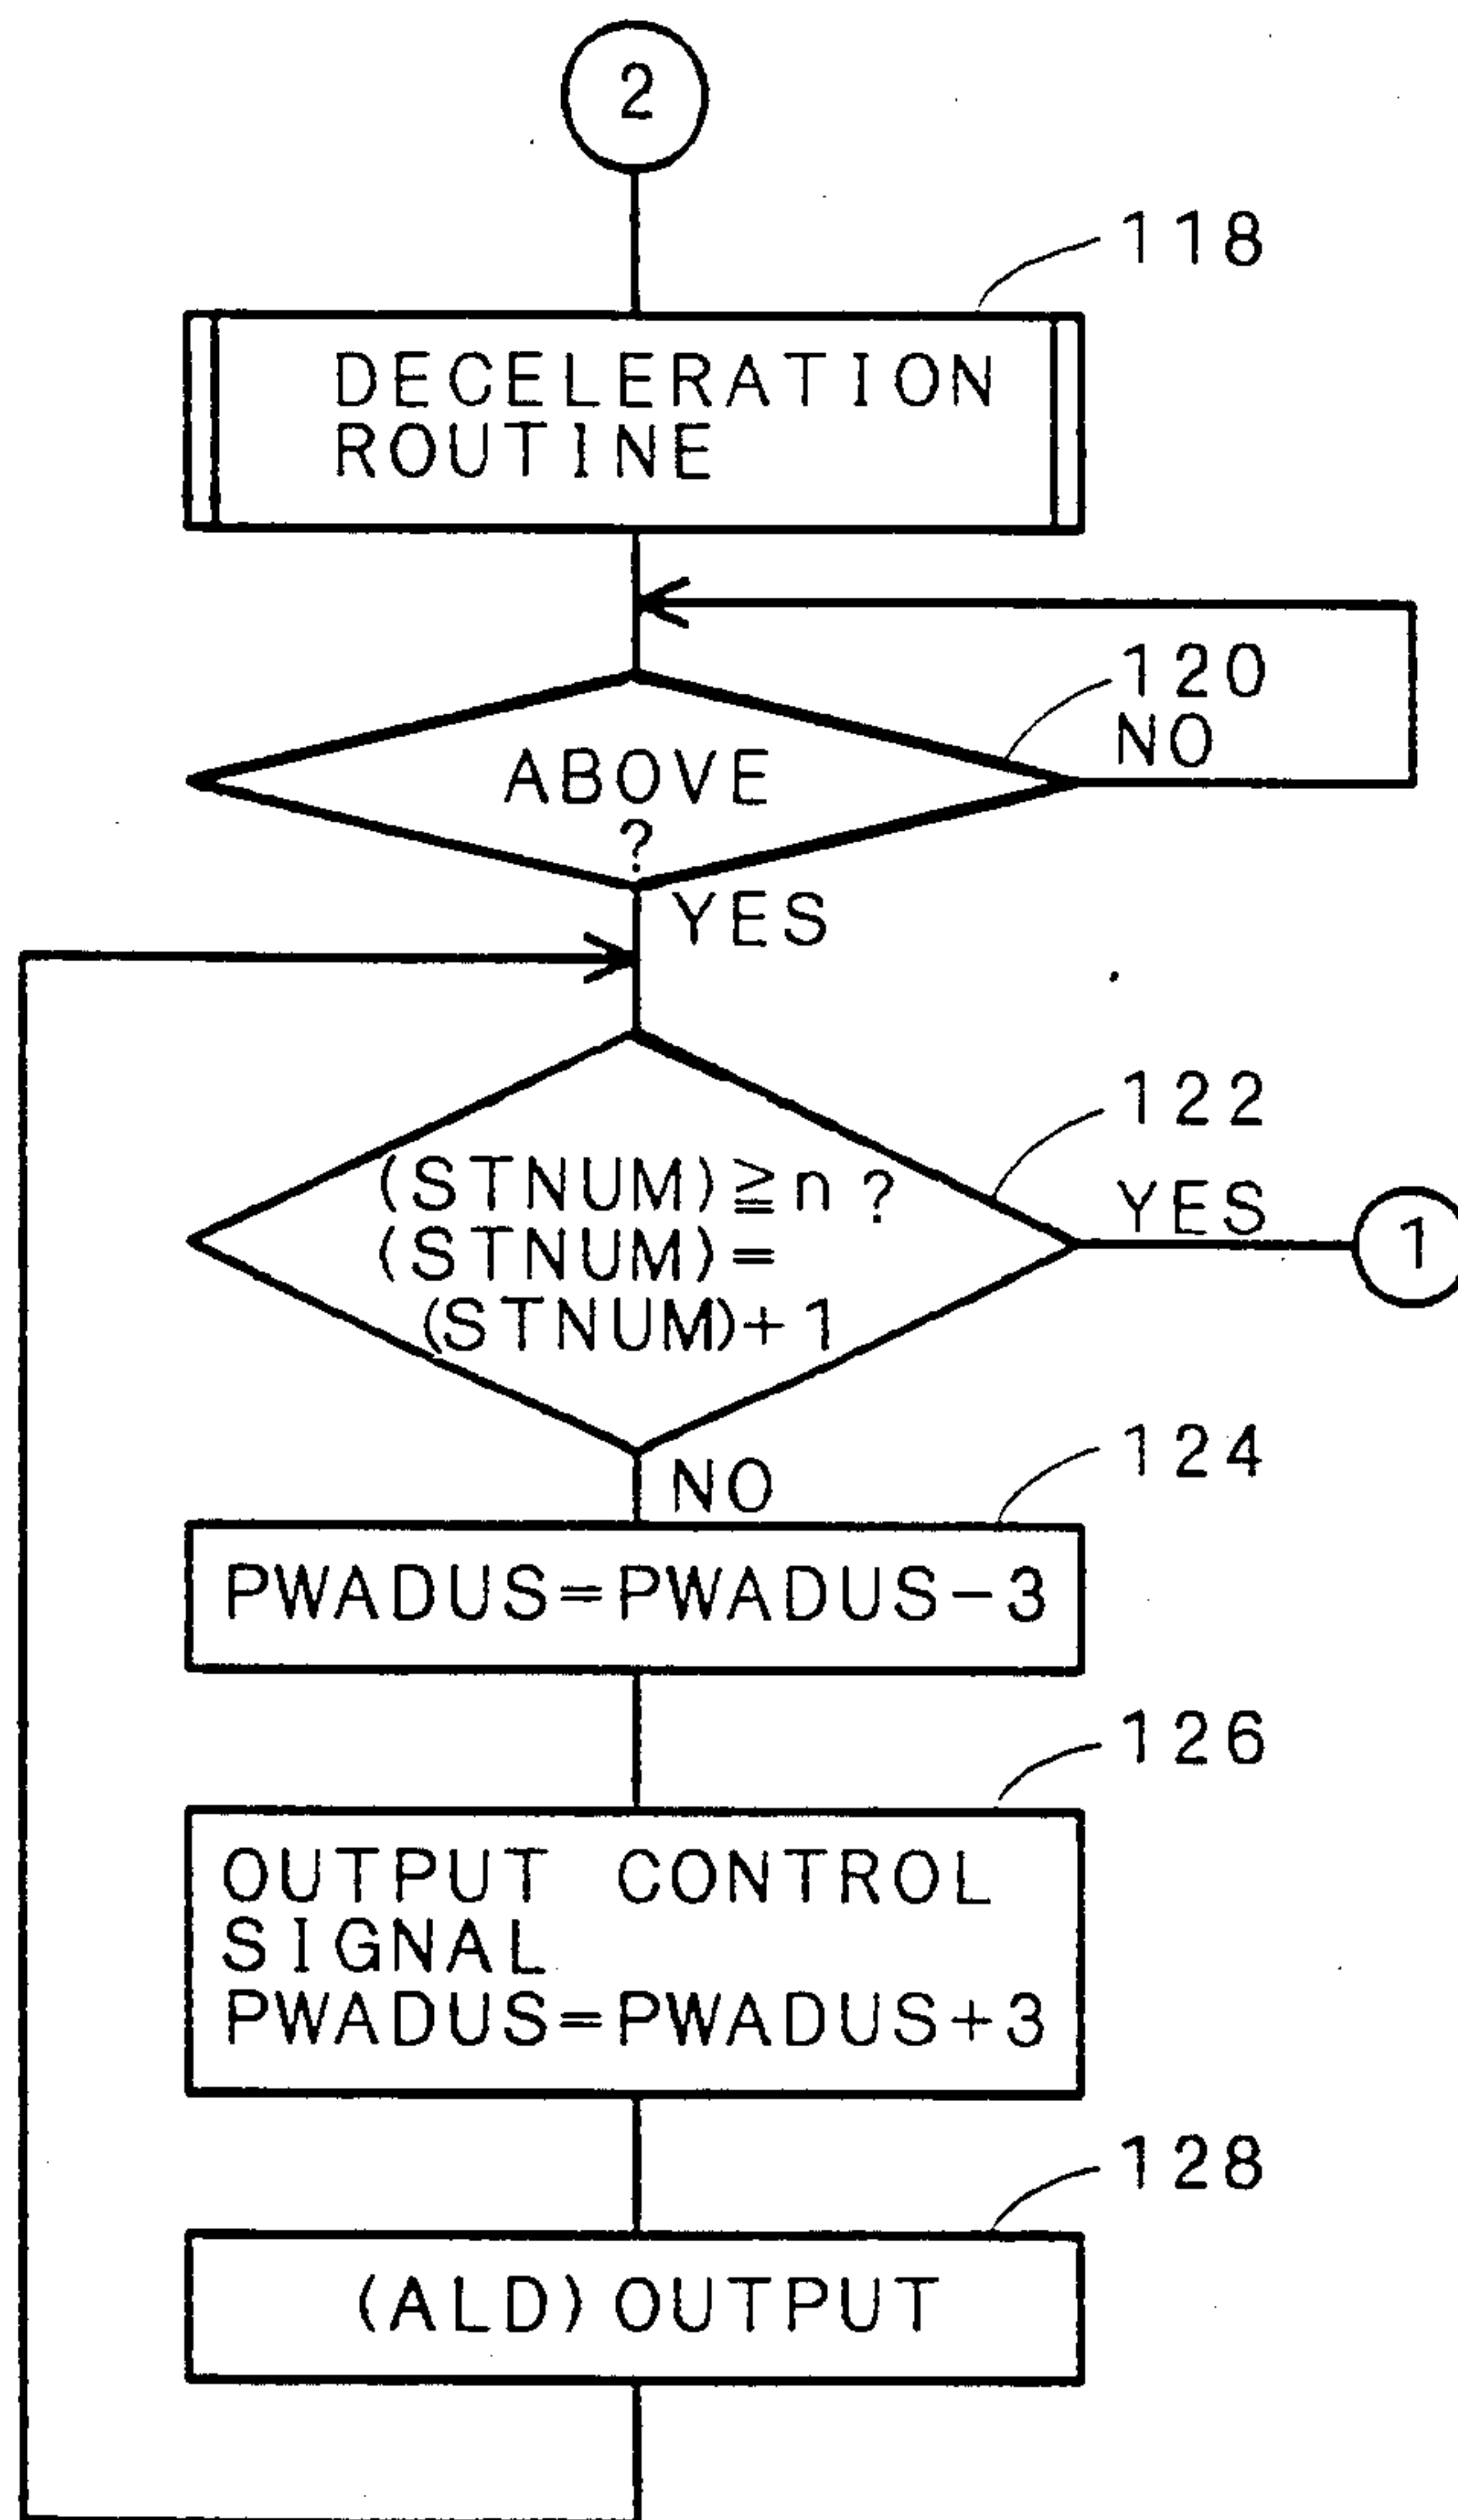 2
118
DECELERATION
ROUTINE
120
NO
ABOVE
?
YES
122
(STNUM)≧n ?
(STNUM)=
(STNUM)+1
YES
1
NO
124
PWADUS=PWADUS-3
126
OUTPUT CONTROL
SIGNAL
PWADUS=PWADUS+3
128
(ALD)OUTPUT